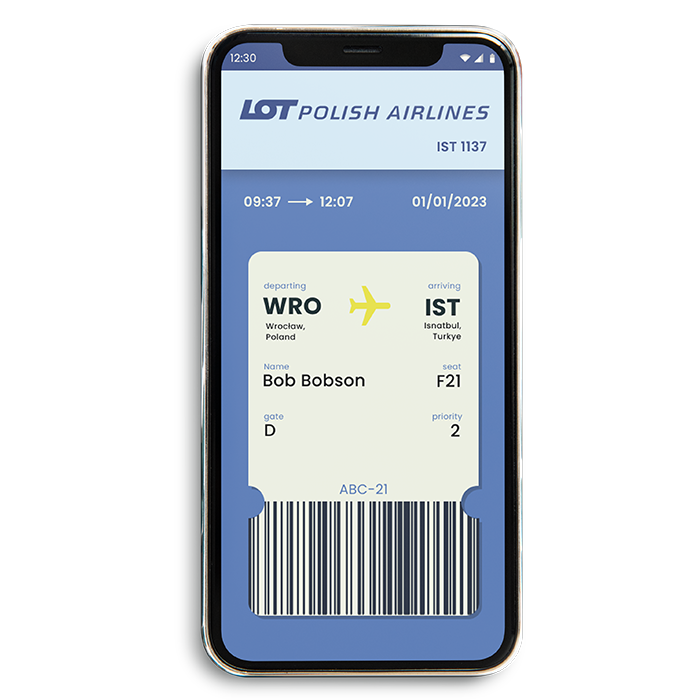 12:30
LOT POLISH AIRLINES
IST 1137
09:37 → 12:07 01/01/2023
departing arriving
WRO IST
Wrocław, Isnatbul,
Poland Turkye
Name seat
Bob Bobson F21
gate priority
D 2
ABC-21